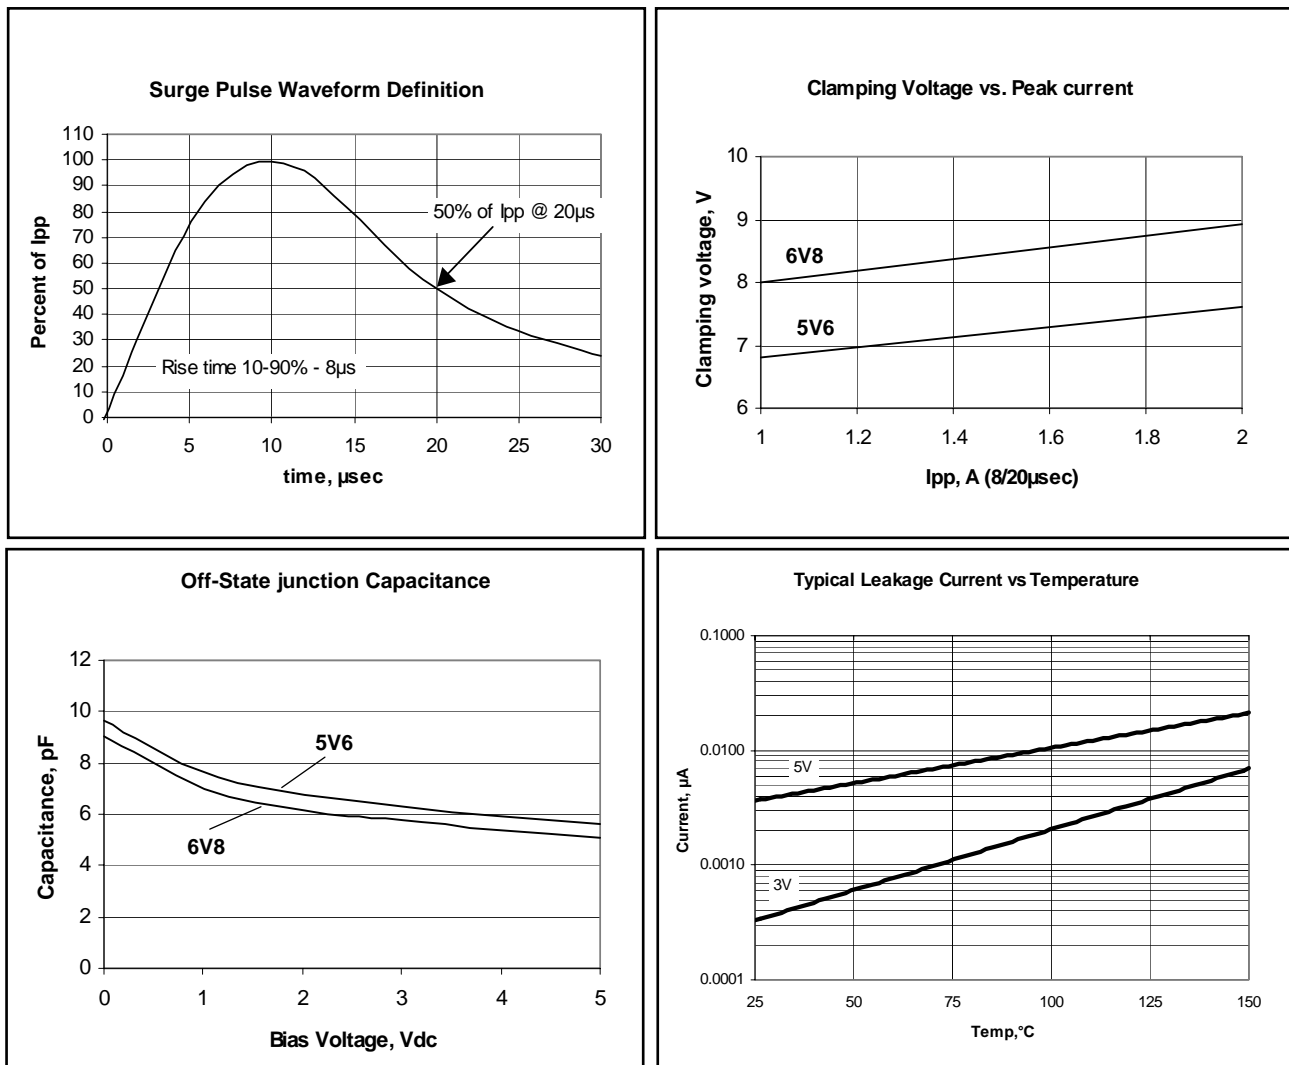 Surge Pulse Waveform Definition
Percent of Ipp
110
100
90
80
70
60
50
40
30
20
10
0
50% of Ipp @ 20µs
Rise time 10-90% - 8µs
0 5 10 15 20 25 30
time, µsec
Clamping Voltage vs. Peak current
Clamping voltage, V
10
9
8
7
6
6V8
5V6
1 1.2 1.4 1.6 1.8 2
Ipp, A (8/20µsec)
Off-State junction Capacitance
Capacitance, pF
12
10
8
6
4
2
0
5V6
6V8
0 1 2 3 4 5
Bias Voltage, Vdc
Typical Leakage Current vs Temperature
Current, µA
0.1000
0.0100
0.0010
0.0001
5V
3V
25 50 75 100 125 150
Temp,°C